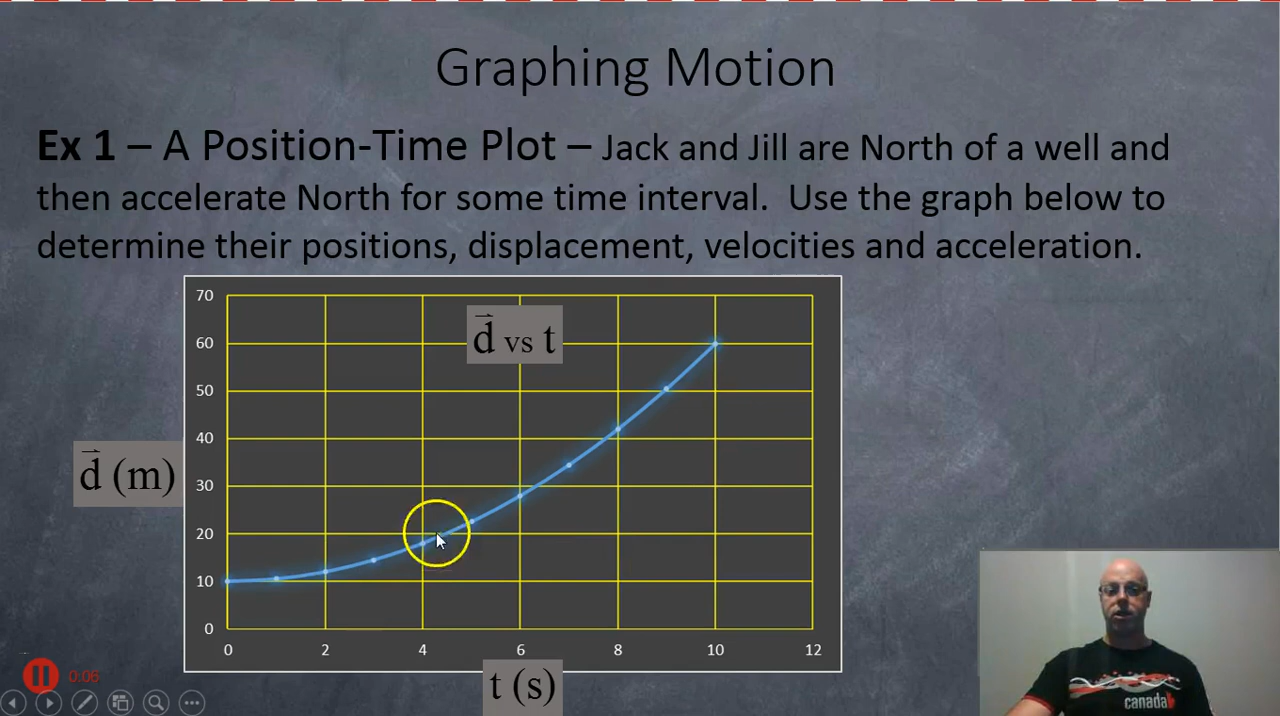 Graphing Motion
Ex 1 – A Position-Time Plot – Jack and Jill are North of a well and
then accelerate North for some time interval.  Use the graph below to
determine their positions, displacement, velocities and acceleration.
70
d⃗ vs t
60
50
40
d⃗ (m)
30
20
10
0
0 2 4 6 8 10 12
t (s)
0:06
canada